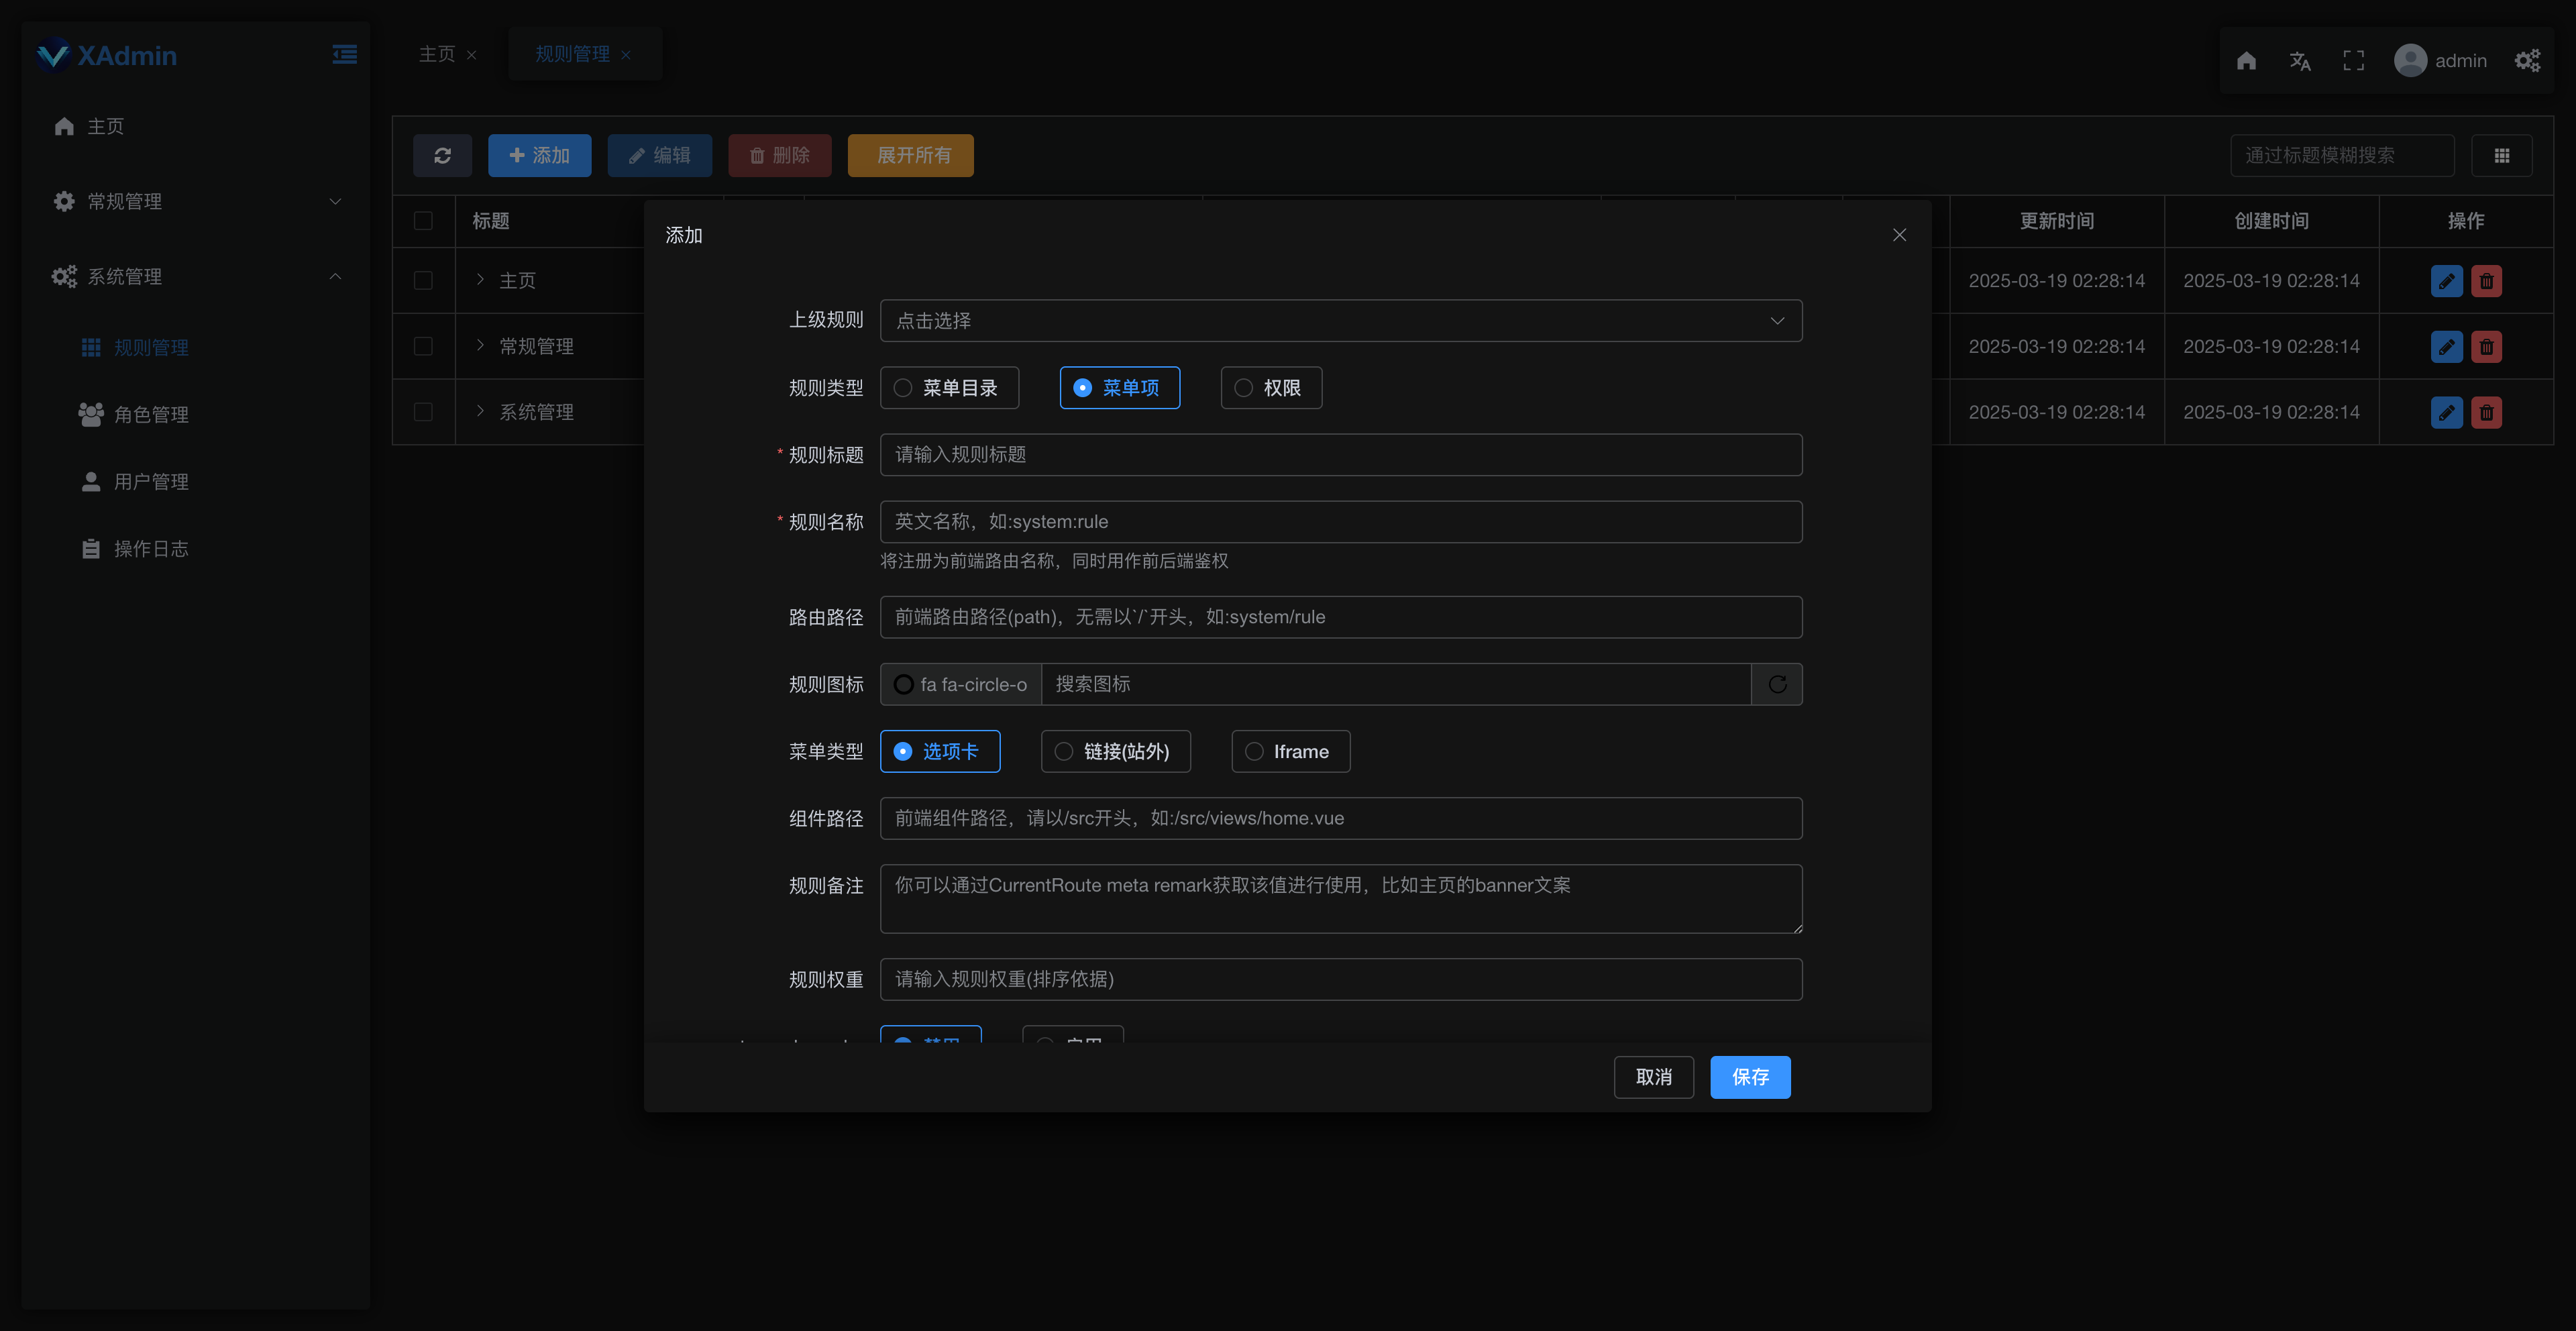 XAdmin
主页
常规管理
系统管理
规则管理
角色管理
用户管理
操作日志
主页
规则管理
admin
添加
编辑
删除
展开所有
通过标题模糊搜索
标题
更新时间
创建时间
操作
主页
2025-03-19 02:28:14
2025-03-19 02:28:14
常规管理
2025-03-19 02:28:14
2025-03-19 02:28:14
系统管理
2025-03-19 02:28:14
2025-03-19 02:28:14
添加
上级规则
点击选择
规则类型
菜单目录
菜单项
权限
* 规则标题
请输入规则标题
* 规则名称
英文名称，如:system:rule
将注册为前端路由名称，同时用作前后端鉴权
路由路径
前端路由路径(path)，无需以`/`开头，如:system/rule
规则图标
fa fa-circle-o
搜索图标
菜单类型
选项卡
链接(站外)
Iframe
组件路径
前端组件路径，请以/src开头，如:/src/views/home.vue
规则备注
你可以通过CurrentRoute meta remark获取该值进行使用，比如主页的banner文案
规则权重
请输入规则权重(排序依据)
取消
保存